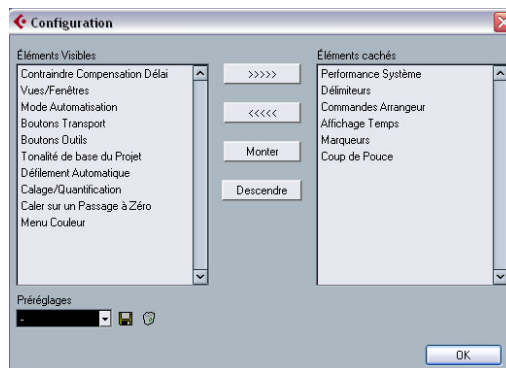 Configuration
Éléments Visibles
Contraindre Compensation Délai
Vues/Fenêtres
Mode Automatisation
Boutons Transport
Boutons Outils
Tonalité de base du Projet
Défilement Automatique
Calage/Quantification
Caler sur un Passage à Zéro
Menu Couleur
>>>>>
<<<<<
Monter
Descendre
Éléments cachés
Performance Système
Délimiteurs
Commandes Arrangeur
Affichage Temps
Marqueurs
Coup de Pouce
Préréglages
-
OK